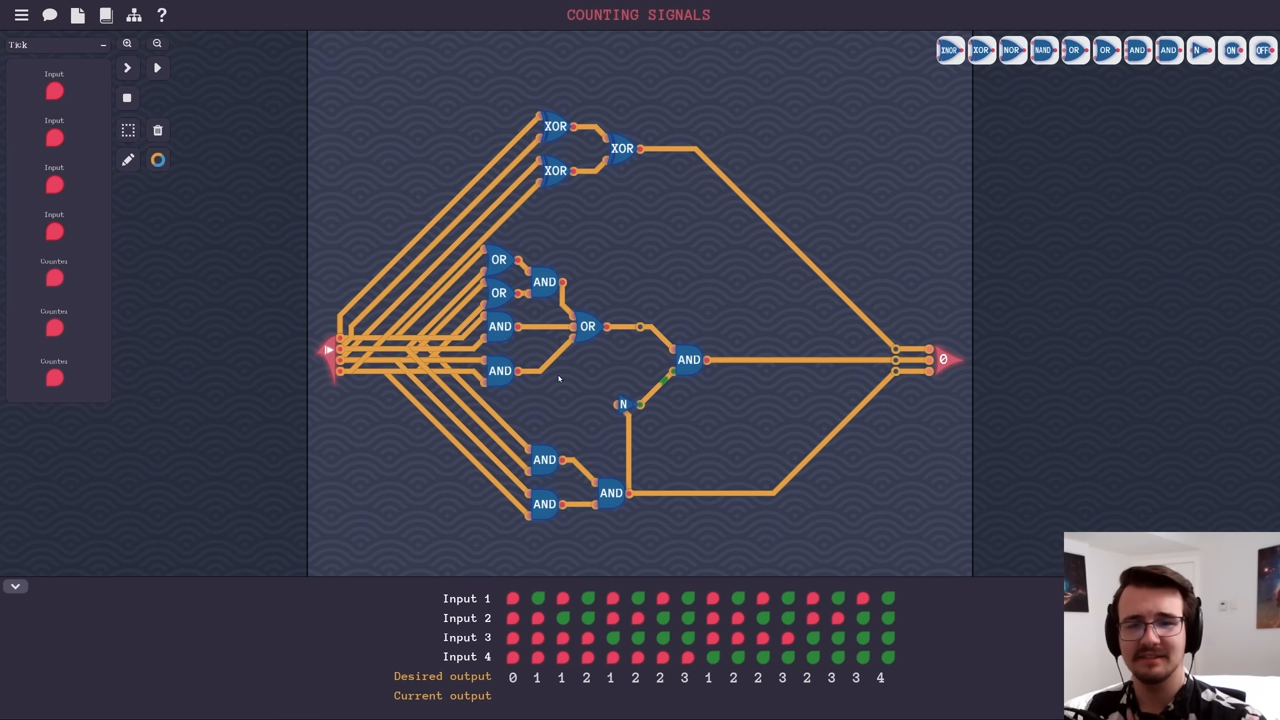 COUNTING SIGNALS
Tick
Input
Input
Input
Input
Counter
Counter
Counter
XNOR XOR NOR NAND OR OR AND AND N ON OFF
XOR
XOR
XOR
OR
AND
OR
AND
OR
AND
AND
N
AND
AND
AND
0
Input 1
Input 2
Input 3
Input 4
Desired output 0 1 1 2 1 2 2 3 1 2 2 3 2 3 3 4
Current output